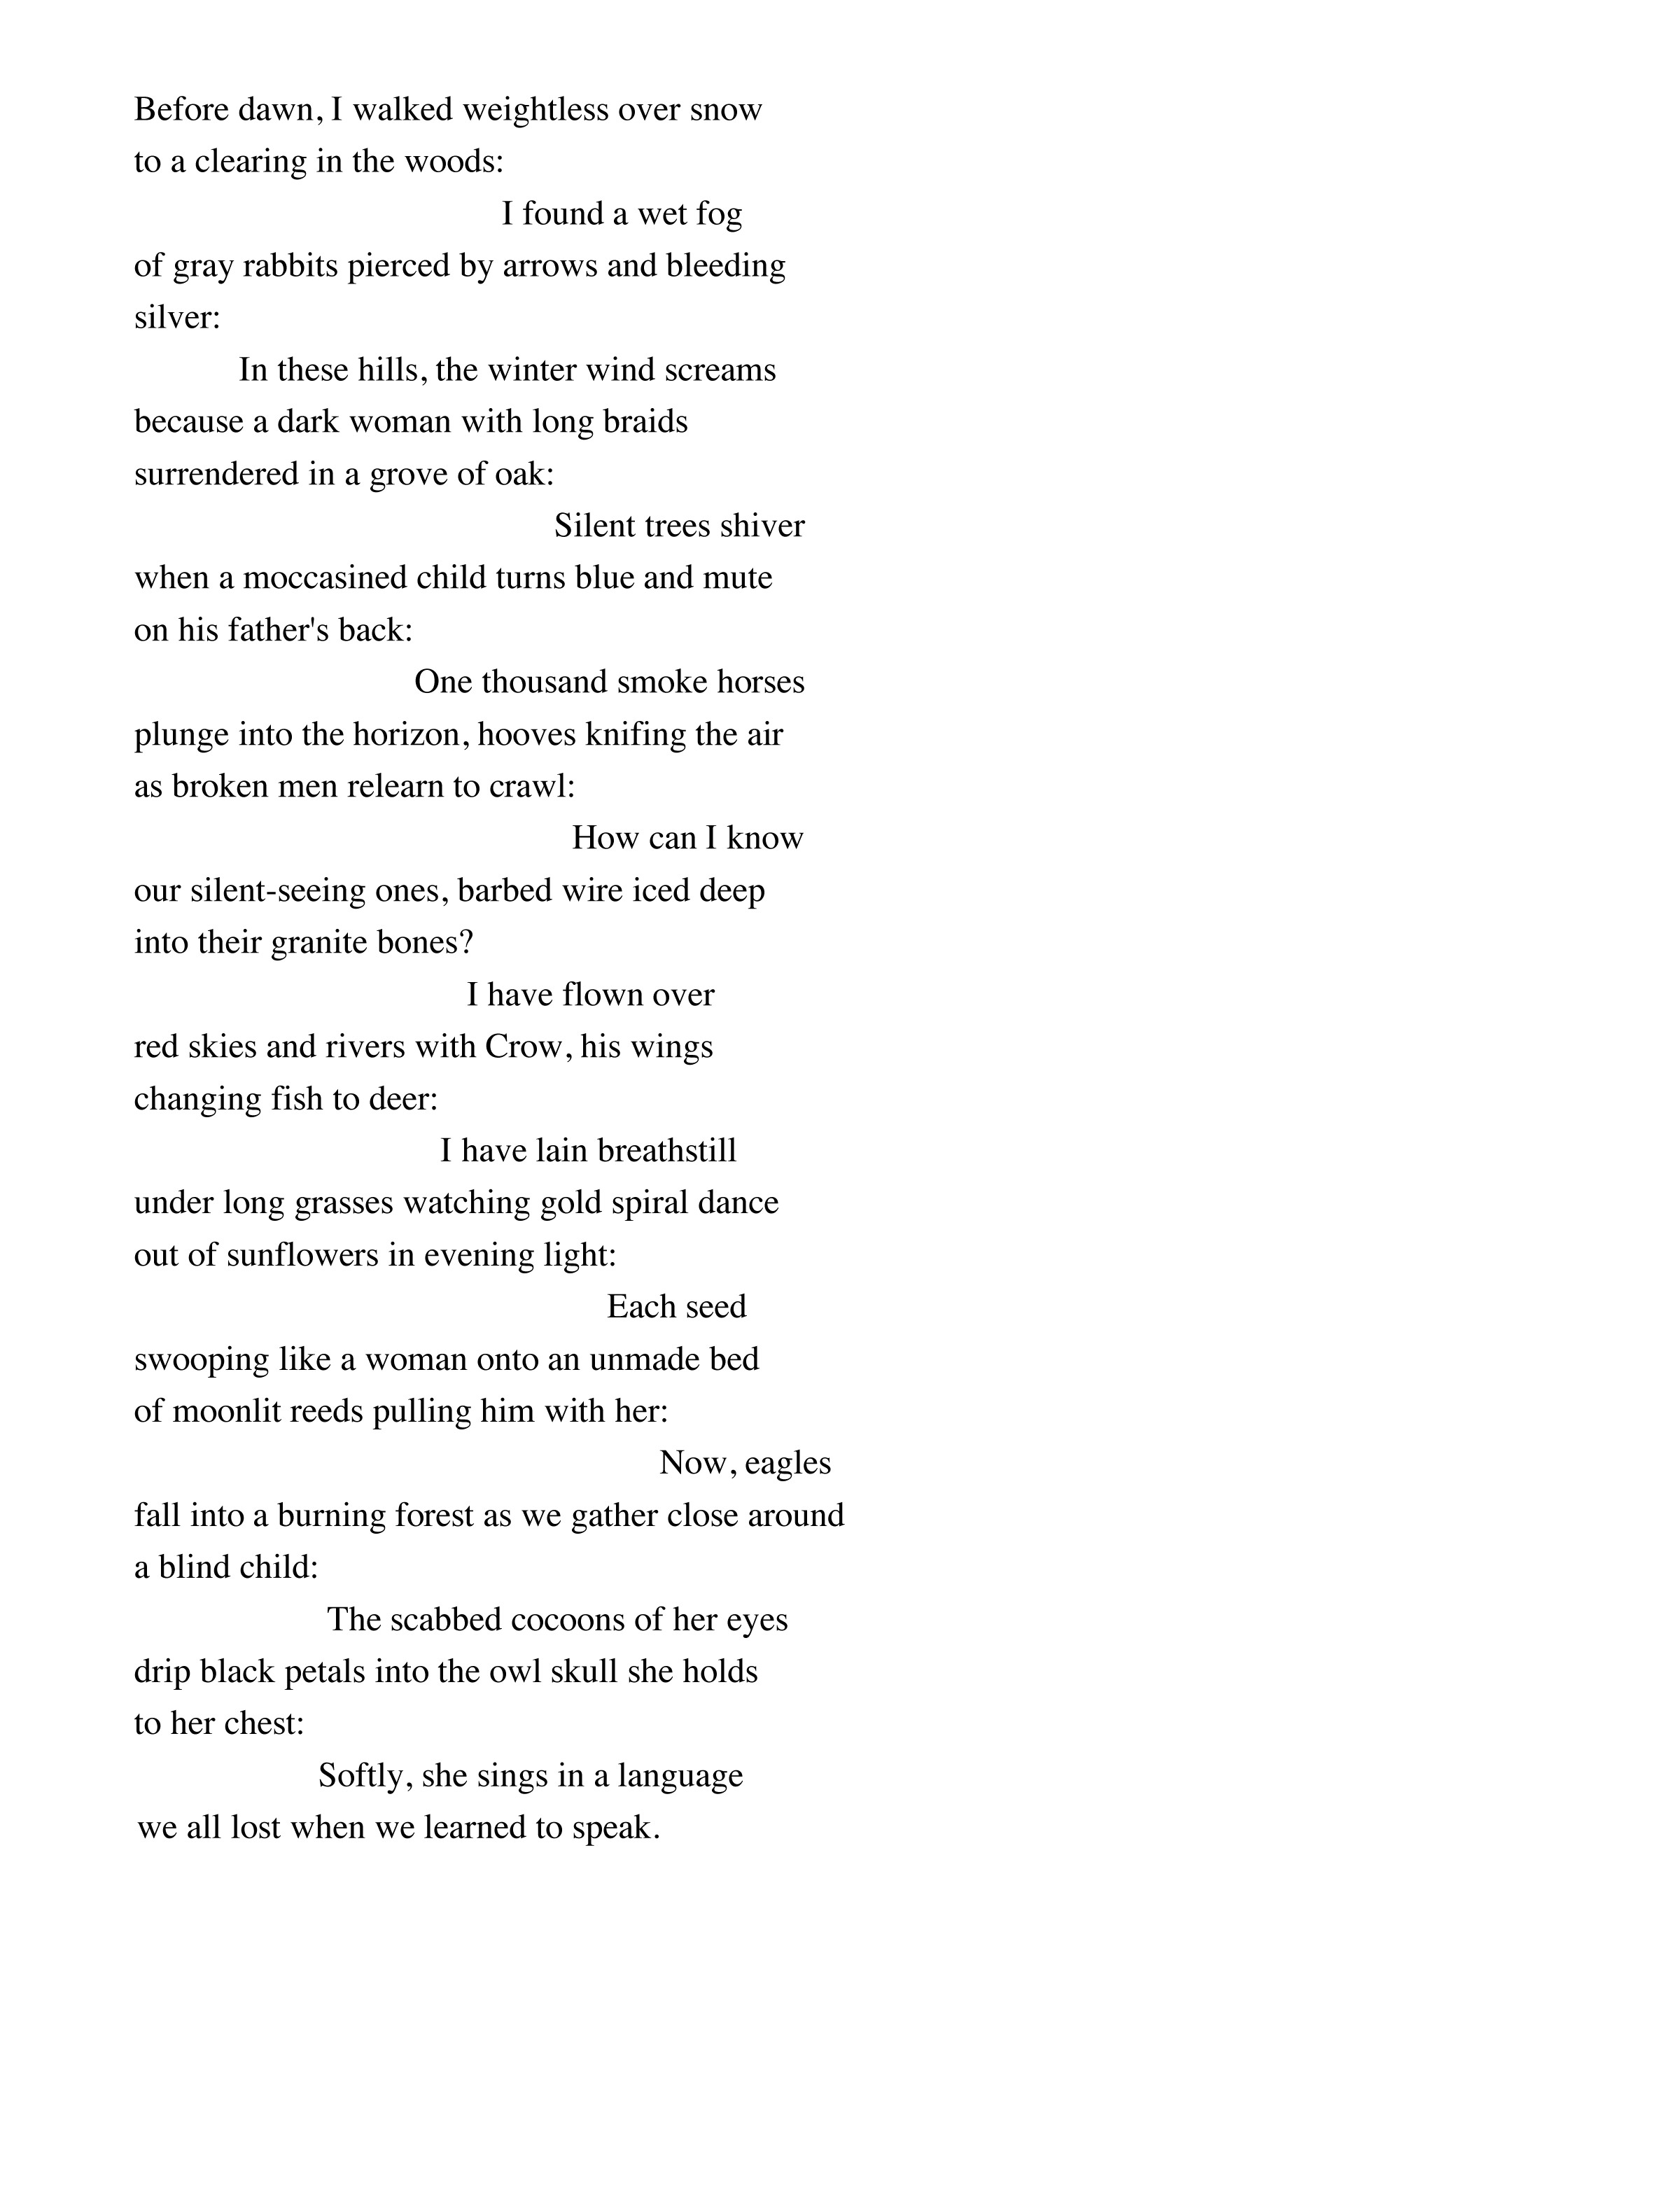 Before dawn, I walked weightless over snow
to a clearing in the woods:
I found a wet fog
of gray rabbits pierced by arrows and bleeding
silver:
In these hills, the winter wind screams
because a dark woman with long braids
surrendered in a grove of oak:
Silent trees shiver
when a moccasined child turns blue and mute
on his father's back:
One thousand smoke horses
plunge into the horizon, hooves knifing the air
as broken men relearn to crawl:
How can I know
our silent-seeing ones, barbed wire iced deep
into their granite bones?
I have flown over
red skies and rivers with Crow, his wings
changing fish to deer:
I have lain breathstill
under long grasses watching gold spiral dance
out of sunflowers in evening light:
Each seed
swooping like a woman onto an unmade bed
of moonlit reeds pulling him with her:
Now, eagles
fall into a burning forest as we gather close around
a blind child:
The scabbed cocoons of her eyes
drip black petals into the owl skull she holds
to her chest:
Softly, she sings in a language
we all lost when we learned to speak.